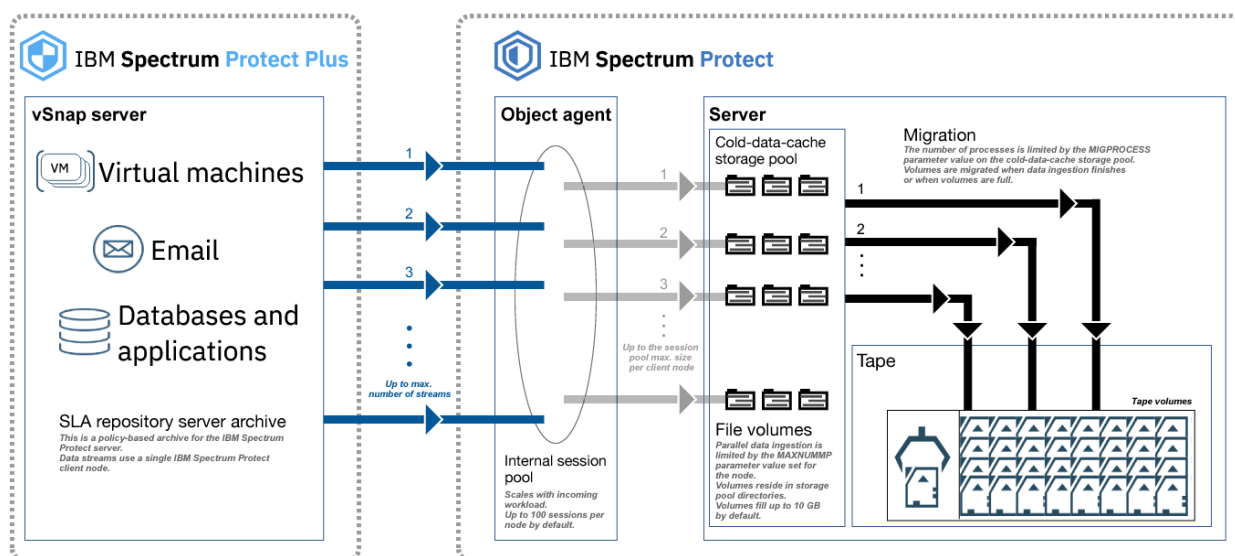 IBM Spectrum Protect Plus
vSnap server
VM
Virtual machines
Email
Databases and
applications
SLA repository server archive
This is a policy-based archive for the IBM Spectrum
Protect server.
Data streams use a single IBM Spectrum Protect
client node.
1
2
3
Up to max.
number of streams
IBM Spectrum Protect
Object agent
Internal session
pool
Scales with incoming
workload.
Up to 100 sessions per
node by default.
1
2
3
Up to the session
pool max. size
per client node
Server
Cold-data-cache
storage pool
File volumes
Parallel data ingestion is
limited by the MAXNUMMP
parameter value set for
the node.
Volumes reside in storage
pool directories.
Volumes fill up to 10 GB
by default.
Migration
The number of processes is limited by the MIGPROCESS
parameter value on the cold-data-cache storage pool.
Volumes are migrated when data ingestion finishes
or when volumes are full.
1
2
Tape
Tape volumes